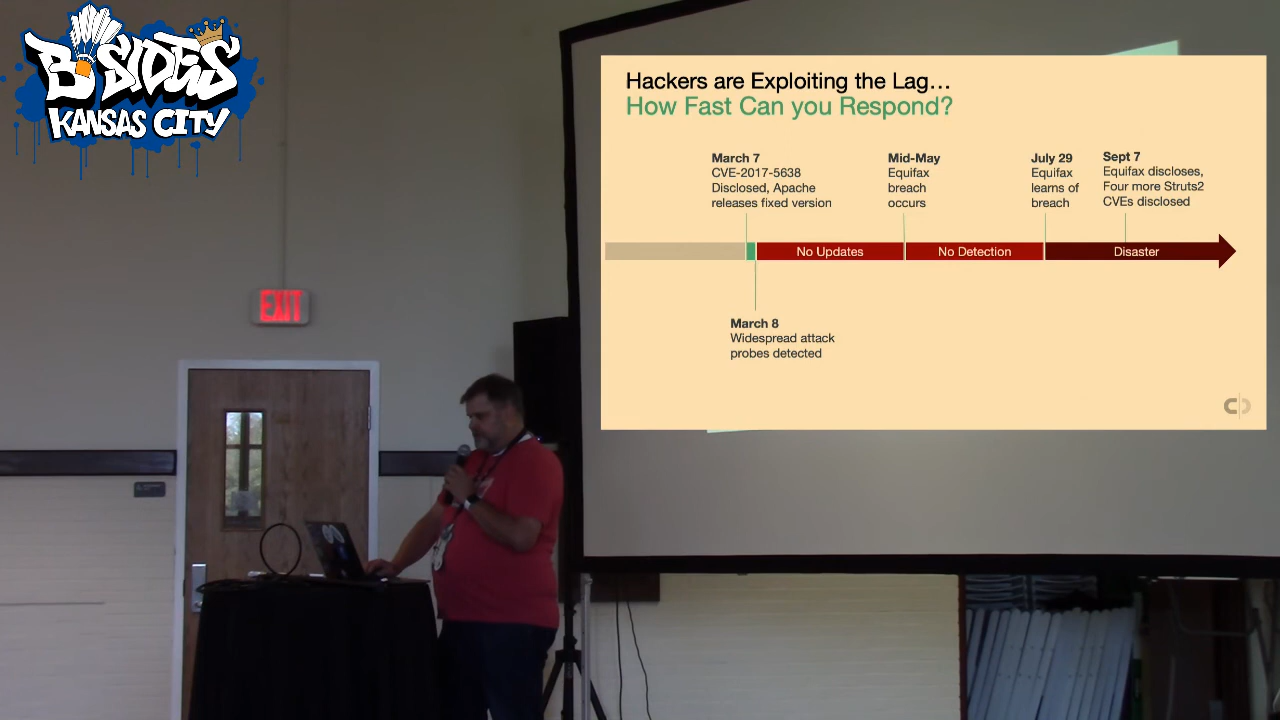 B-SIDES
KANSAS CITY
EXIT
Hackers are Exploiting the Lag…
How Fast Can you Respond?
March 7
CVE-2017-5638
Disclosed, Apache
releases fixed version
Mid-May
Equifax
breach
occurs
July 29
Equifax
learns of
breach
Sept 7
Equifax discloses,
Four more Struts2
CVEs disclosed
No Updates
No Detection
Disaster
March 8
Widespread attack
probes detected